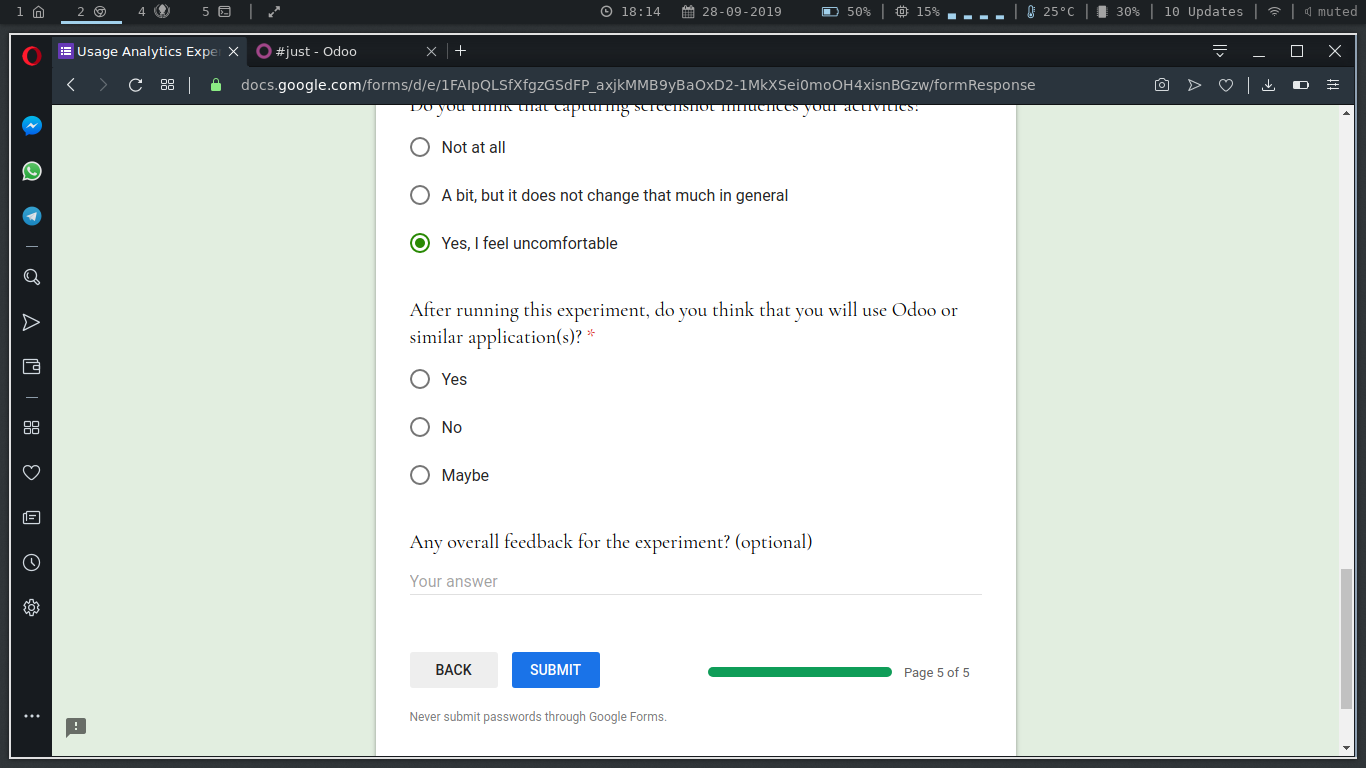 1 2 4 5 18:14 28-09-2019 50% 15% 25°C 30% 10 Updates muted
Usage Analytics Expe #just - Odoo
docs.google.com/forms/d/e/1FAIpQLSfXfgzGSdFP_axjkMMB9yBaOxD2-1MkXSei0moOH4xisnBGzw/formResponse
Do you think that capturing screenshot influences your activities?
Not at all
A bit, but it does not change that much in general
Yes, I feel uncomfortable
After running this experiment, do you think that you will use Odoo or
similar application(s)? *
Yes
No
Maybe
Any overall feedback for the experiment? (optional)
Your answer
BACK SUBMIT Page 5 of 5
Never submit passwords through Google Forms.